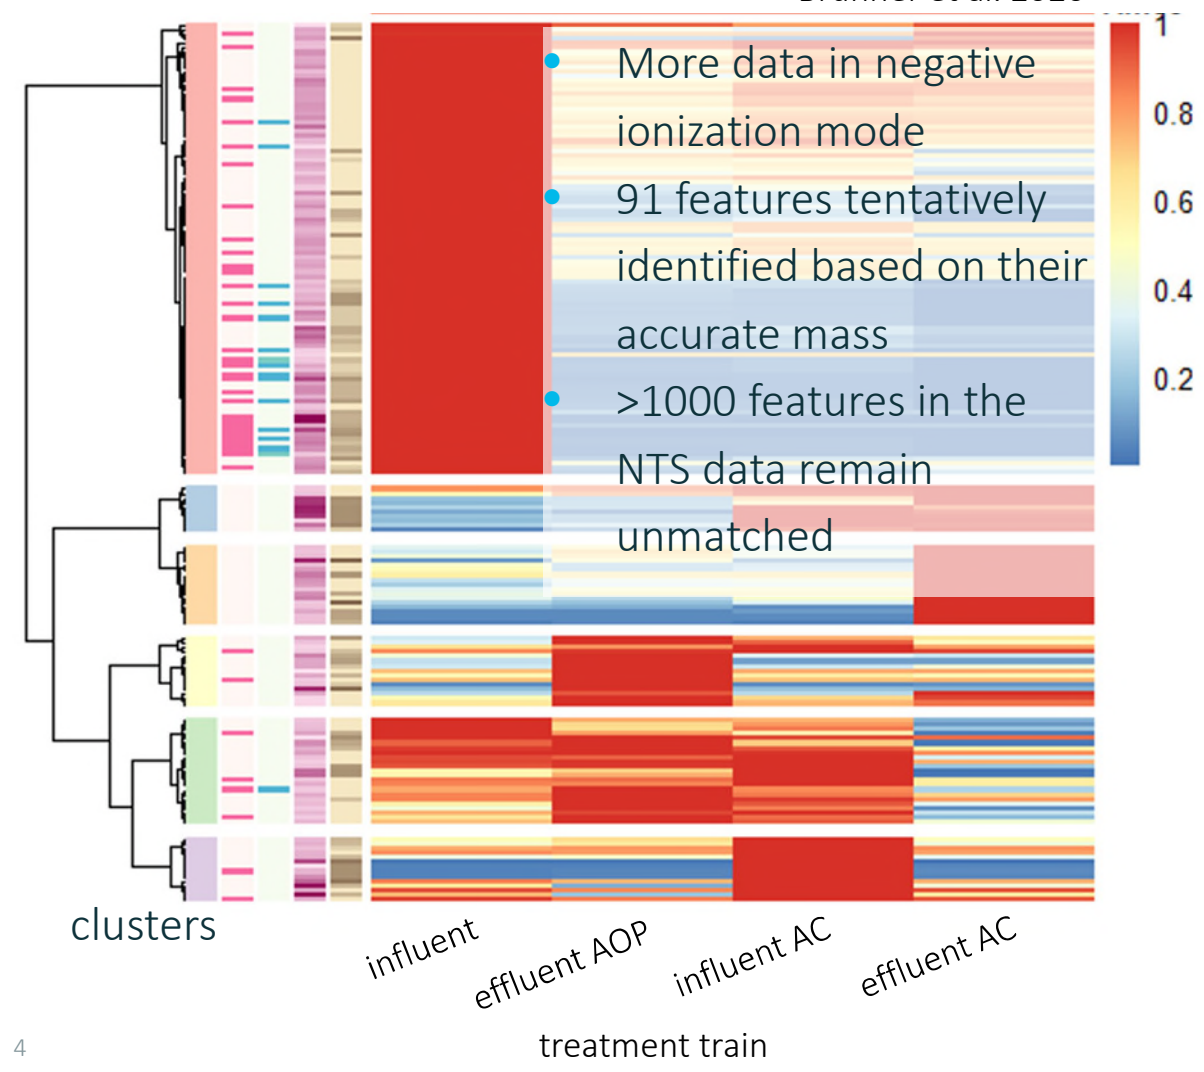 1
More data in negative
ionization mode
0.8
91 features tentatively
0.6
identified based on their
0.4
accurate mass
0.2
>1000 features in the
NTS data remain
unmatched
clusters
influent
effluent AOP
influent AC
effluent AC
treatment train
4